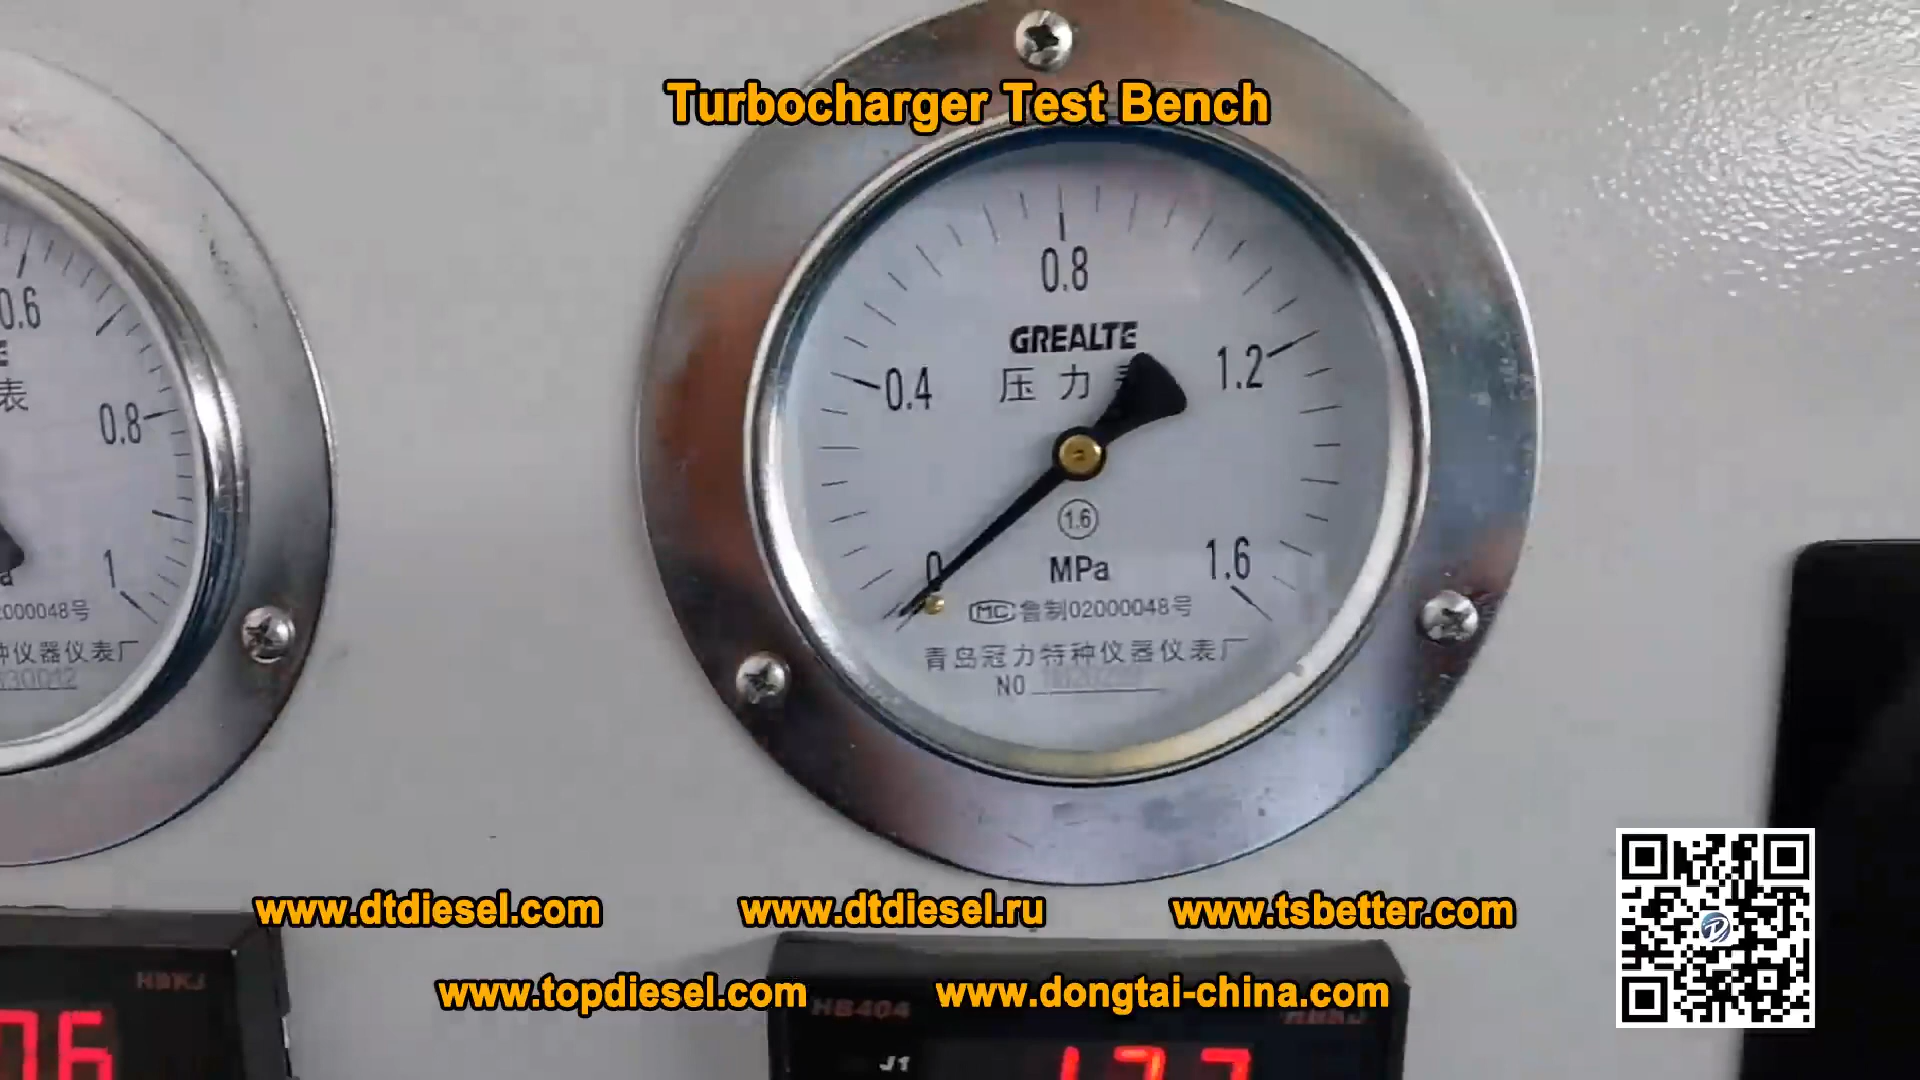 Turbocharger Test Bench
0.6
0.8
1
表
000048号
种仪器仪表厂
0.8
GREALTE
压力表
0.4
1.2
1.6
0
MPa
1.6
MC 鲁制02000048号
青岛冠力特种仪器仪表厂
NO
www.dtdiesel.com
www.dtdiesel.ru
www.tsbetter.com
www.topdiesel.com
www.dongtai-china.com
HBKJ
HB404
HBKJ
J1